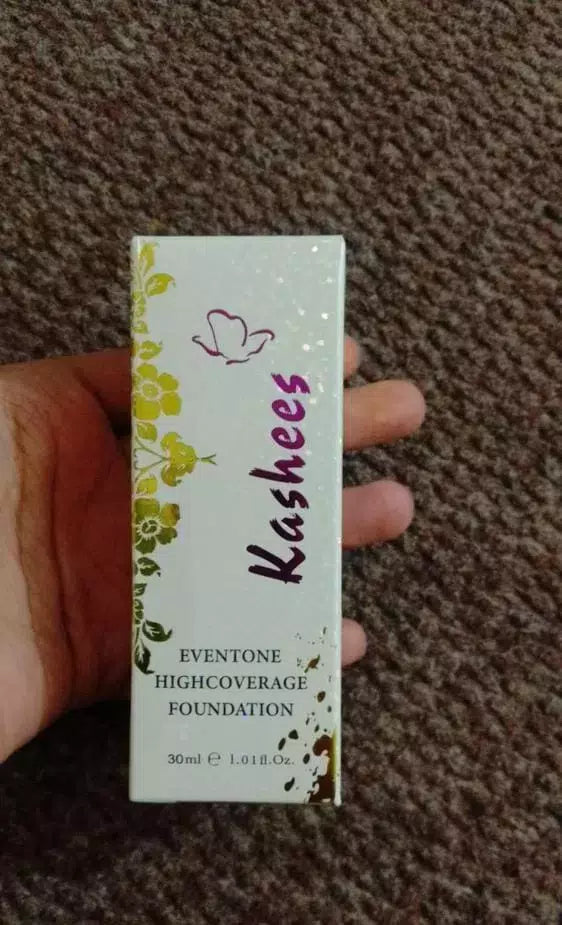 Kashees
EVENTONE
HIGHCOVERAGE
FOUNDATION
30ml ℮ 1.01fl.Oz.